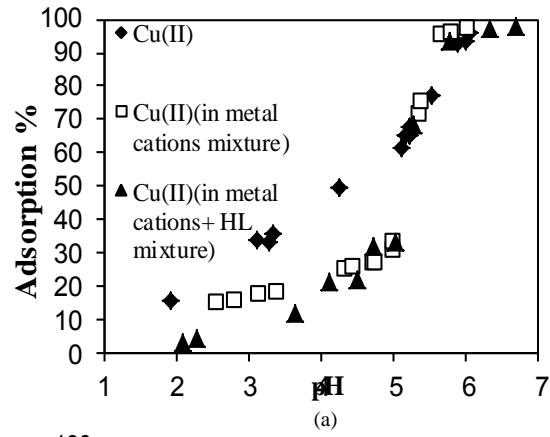 100
90
80
70
60
50
40
30
20
10
0
Adsorption %
Cu(II)
Cu(II)(in metal
cations mixture)
Cu(II)(in metal
cations+ HL
mixture)
1 2 3 4 5 6 7
pH
(a)